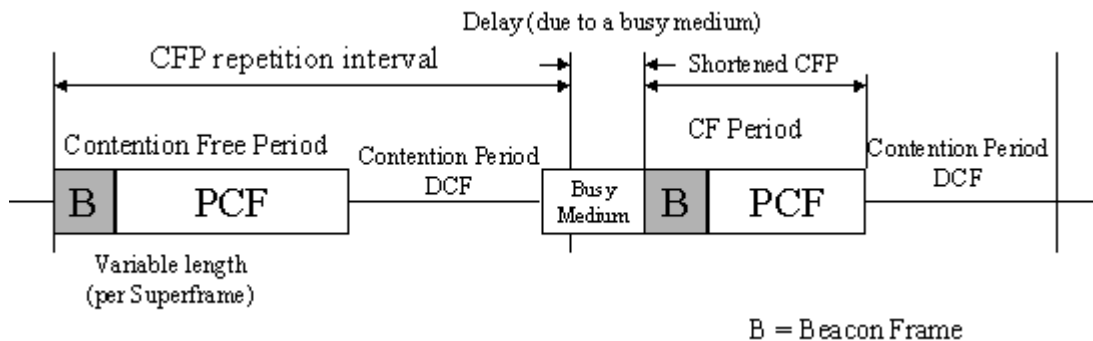 Delay (due to a busy medium)
CFP repetition interval
Shortened CFP
Contention Free Period
Contention Period
DCF
CF Period
Contention Period
DCF
B
PCF
Busy
Medium
B
PCF
Variable length
(per Superframe)
B = Beacon Frame